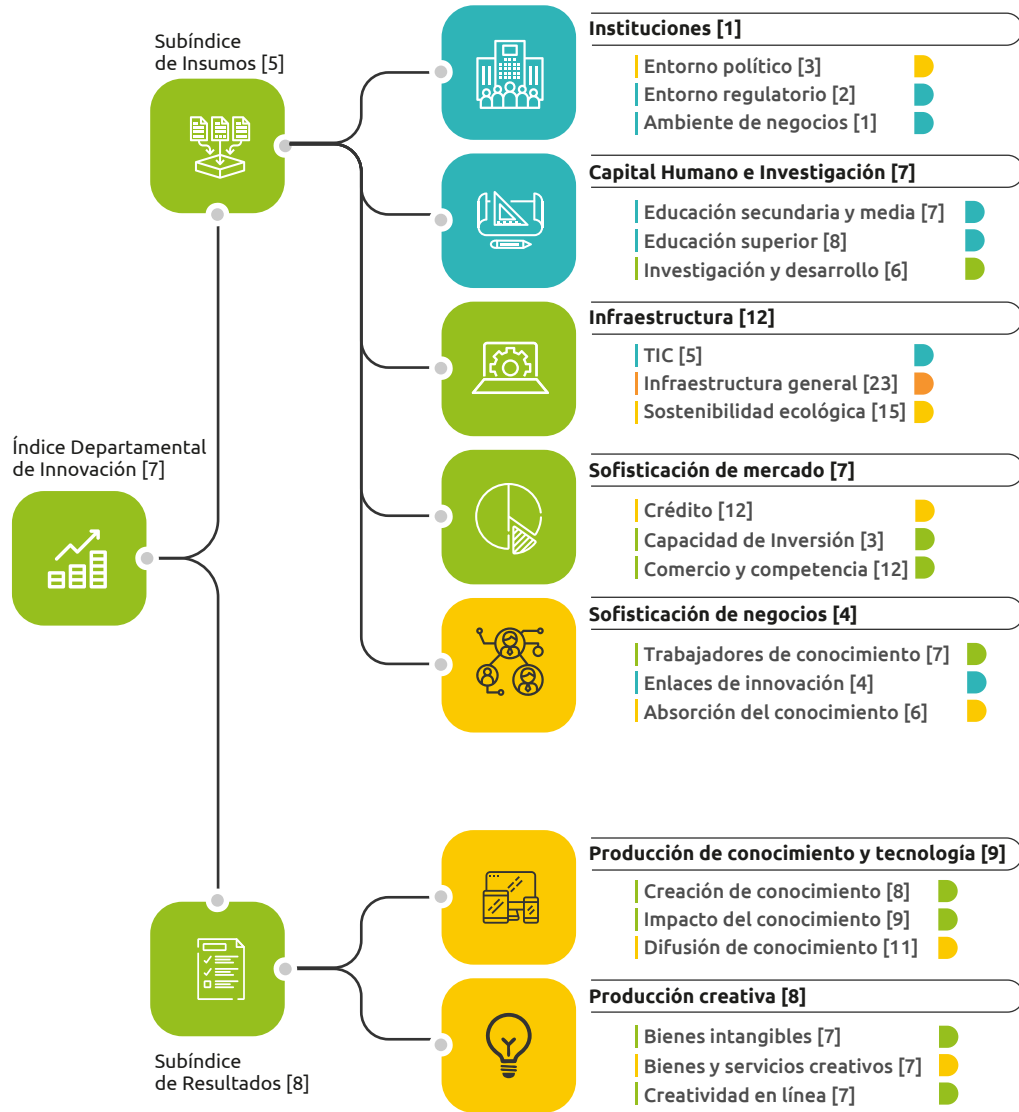 Subíndice
de Insumos [5]
Instituciones [1]
Entorno político [3]
Entorno regulatorio [2]
Ambiente de negocios [1]
Capital Humano e Investigación [7]
Educación secundaria y media [7]
Educación superior [8]
Investigación y desarrollo [6]
Infraestructura [12]
TIC [5]
Infraestructura general [23]
Sostenibilidad ecológica [15]
Índice Departamental
de Innovación [7]
Sofisticación de mercado [7]
Crédito [12]
Capacidad de Inversión [3]
Comercio y competencia [12]
Sofisticación de negocios [4]
Trabajadores de conocimiento [7]
Enlaces de innovación [4]
Absorción del conocimiento [6]
Producción de conocimiento y tecnología [9]
Creación de conocimiento [8]
Impacto del conocimiento [9]
Difusión de conocimiento [11]
Producción creativa [8]
Bienes intangibles [7]
Bienes y servicios creativos [7]
Creatividad en línea [7]
Subíndice
de Resultados [8]